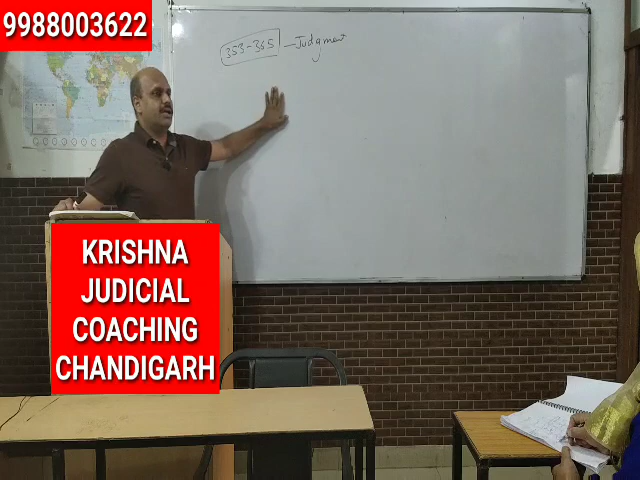 9988003622
353-365 — Judgment
KRISHNA
JUDICIAL
COACHING
CHANDIGARH